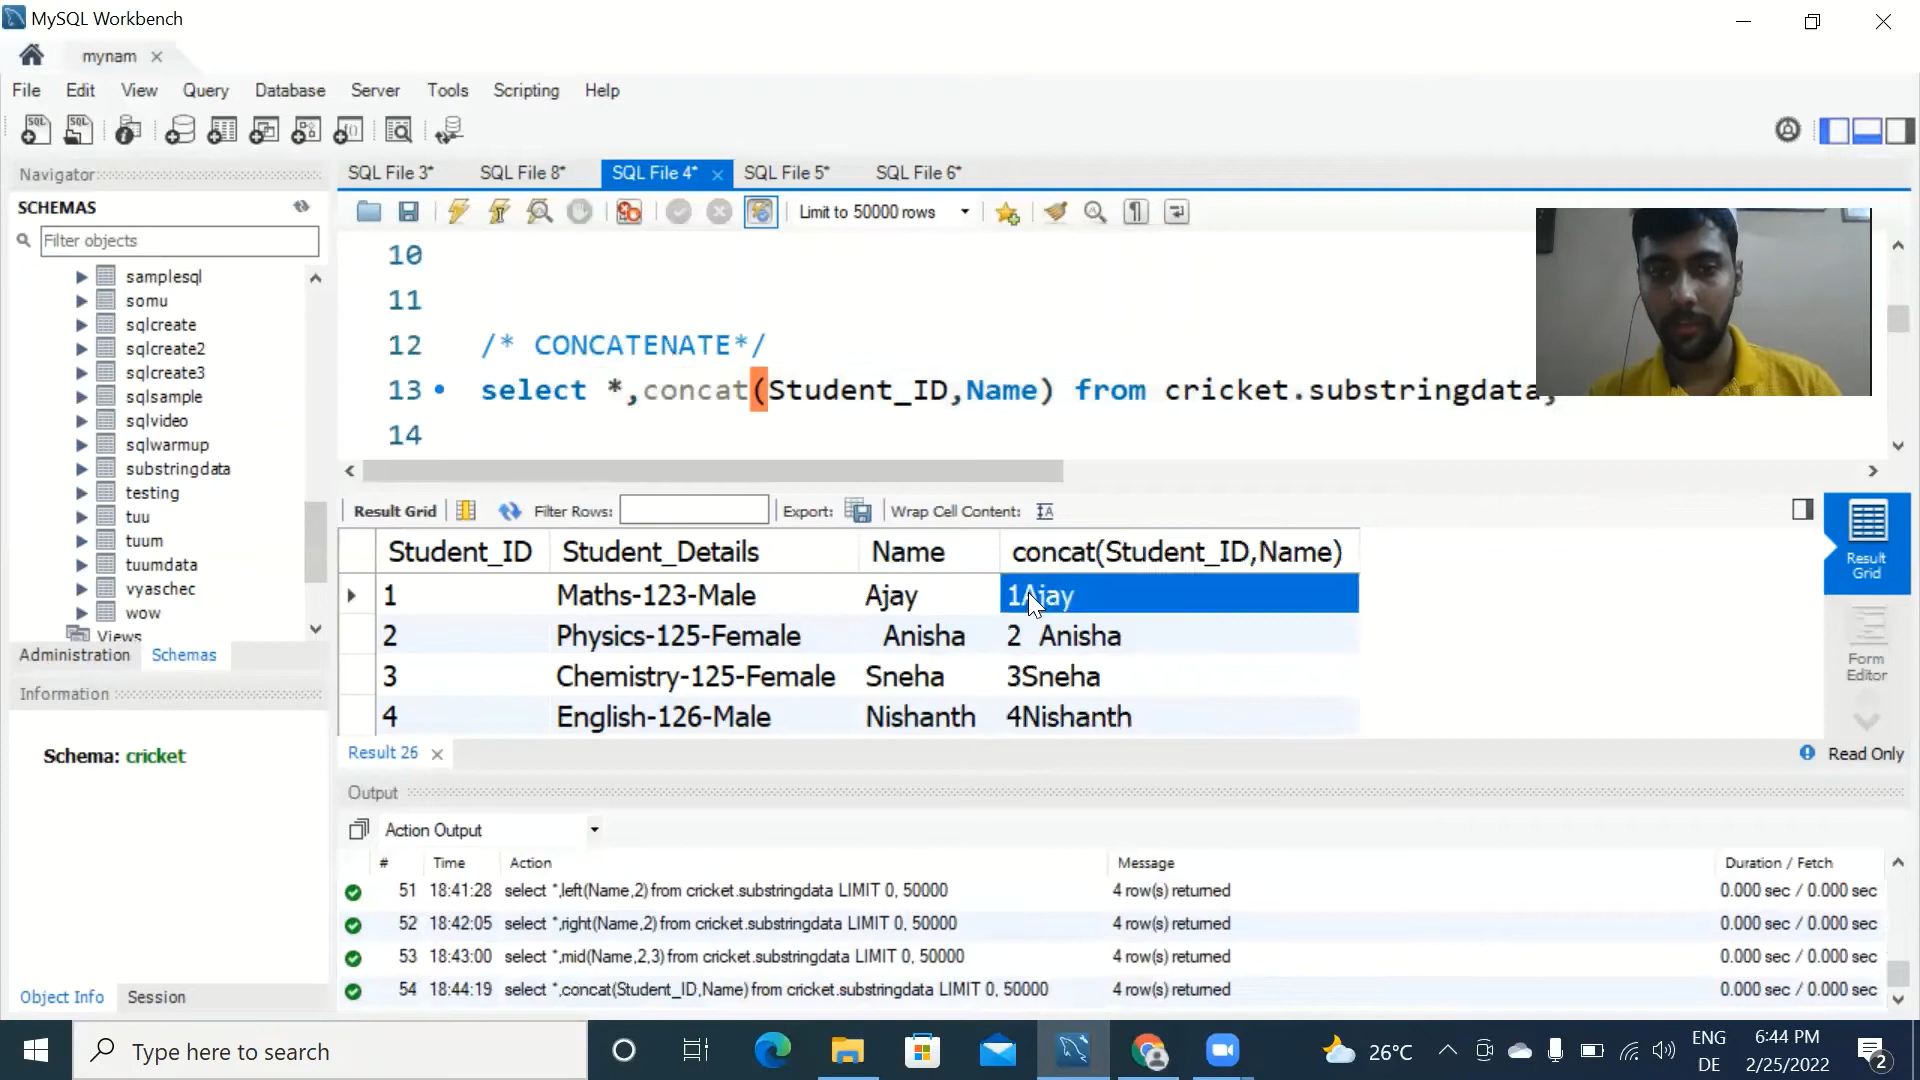 MySQL Workbench
mynam
File Edit View Query Database Server Tools Scripting Help
Navigator
SCHEMAS
Filter objects
samplesql
somu
sqlcreate
sqlcreate2
sqlcreate3
sqlsample
sqlvideo
sqlwarmup
substringdata
testing
tuu
tuum
tuumdata
vyaschec
wow
Views
Administration Schemas
Information
Schema: cricket
Object Info Session
SQL File 3* SQL File 8* SQL File 4* SQL File 5* SQL File 6*
Limit to 50000 rows
10
11
12 /* CONCATENATE*/
13 select *,concat(Student_ID,Name) from cricket.substringdata;
14
Result Grid Filter Rows: Export: Wrap Cell Content:
Student_ID Student_Details Name concat(Student_ID,Name)
1 Maths-123-Male Ajay 1Ajay
2 Physics-125-Female Anisha 2 Anisha
3 Chemistry-125-Female Sneha 3Sneha
4 English-126-Male Nishanth 4Nishanth
Result Grid
Form Editor
Result 26
Read Only
Output
Action Output
# Time Action Message Duration / Fetch
51 18:41:28 select *,left(Name,2) from cricket.substringdata LIMIT 0, 50000 4 row(s) returned 0.000 sec / 0.000 sec
52 18:42:05 select *,right(Name,2) from cricket.substringdata LIMIT 0, 50000 4 row(s) returned 0.000 sec / 0.000 sec
53 18:43:00 select *,mid(Name,2,3) from cricket.substringdata LIMIT 0, 50000 4 row(s) returned 0.000 sec / 0.000 sec
54 18:44:19 select *,concat(Student_ID,Name) from cricket.substringdata LIMIT 0, 50000 4 row(s) returned 0.000 sec / 0.000 sec
Type here to search
26°C
ENG
DE
6:44 PM
2/25/2022
2